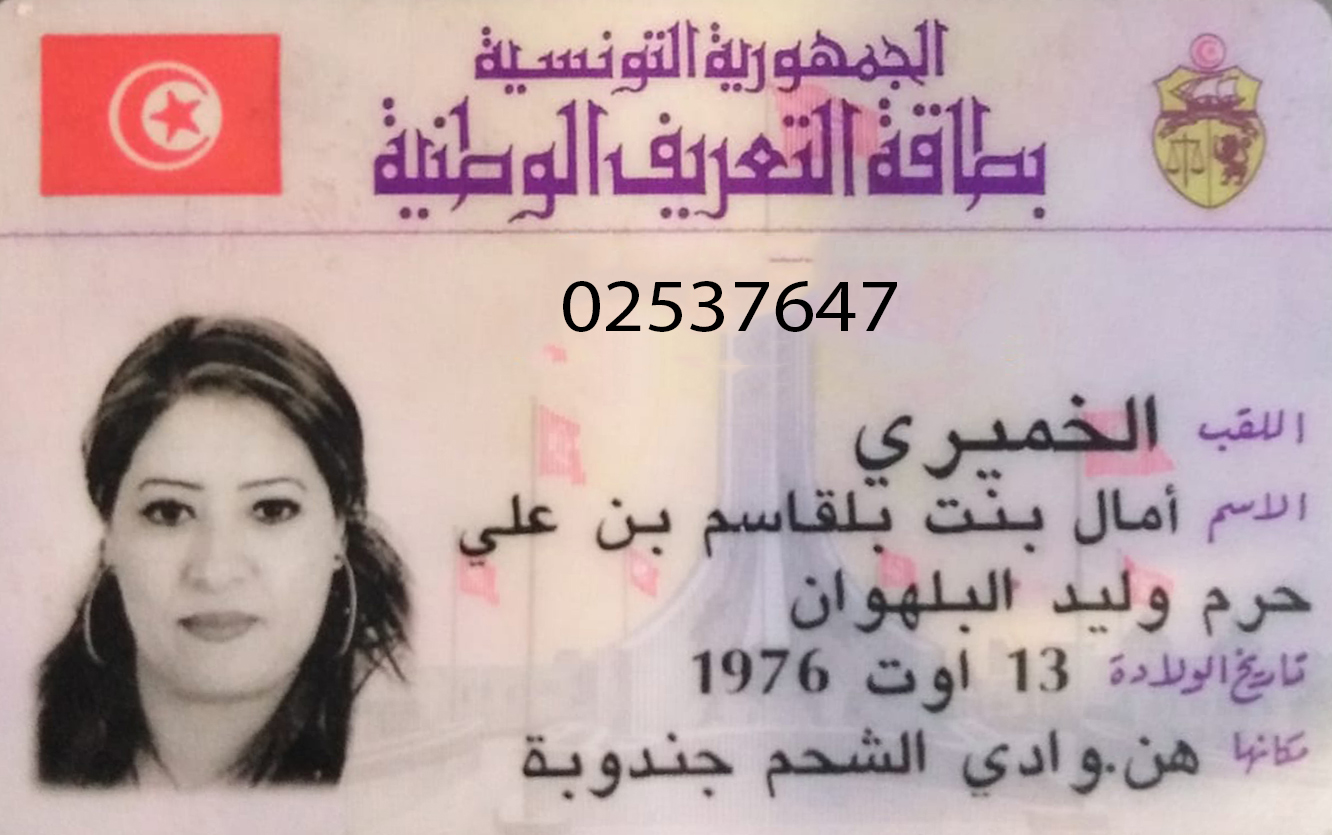 الجمهورية التونسية
بطاقة التعريف الوطنية
02537647
اللقب الخميري
الاسم أمال بنت بلقاسم بن علي
حرم وليد البلهوان
تاريخ الولادة 13 اوت 1976
مكانها هن.وادي الشحم جندوبة